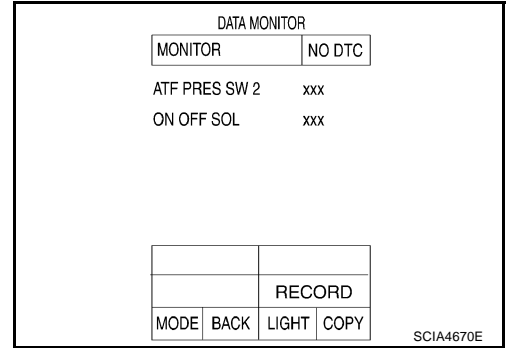 DATA MONITOR
MONITOR NO DTC
ATF PRES SW 2 xxx
ON OFF SOL xxx
RECORD
MODE BACK LIGHT COPY
SCIA4670E